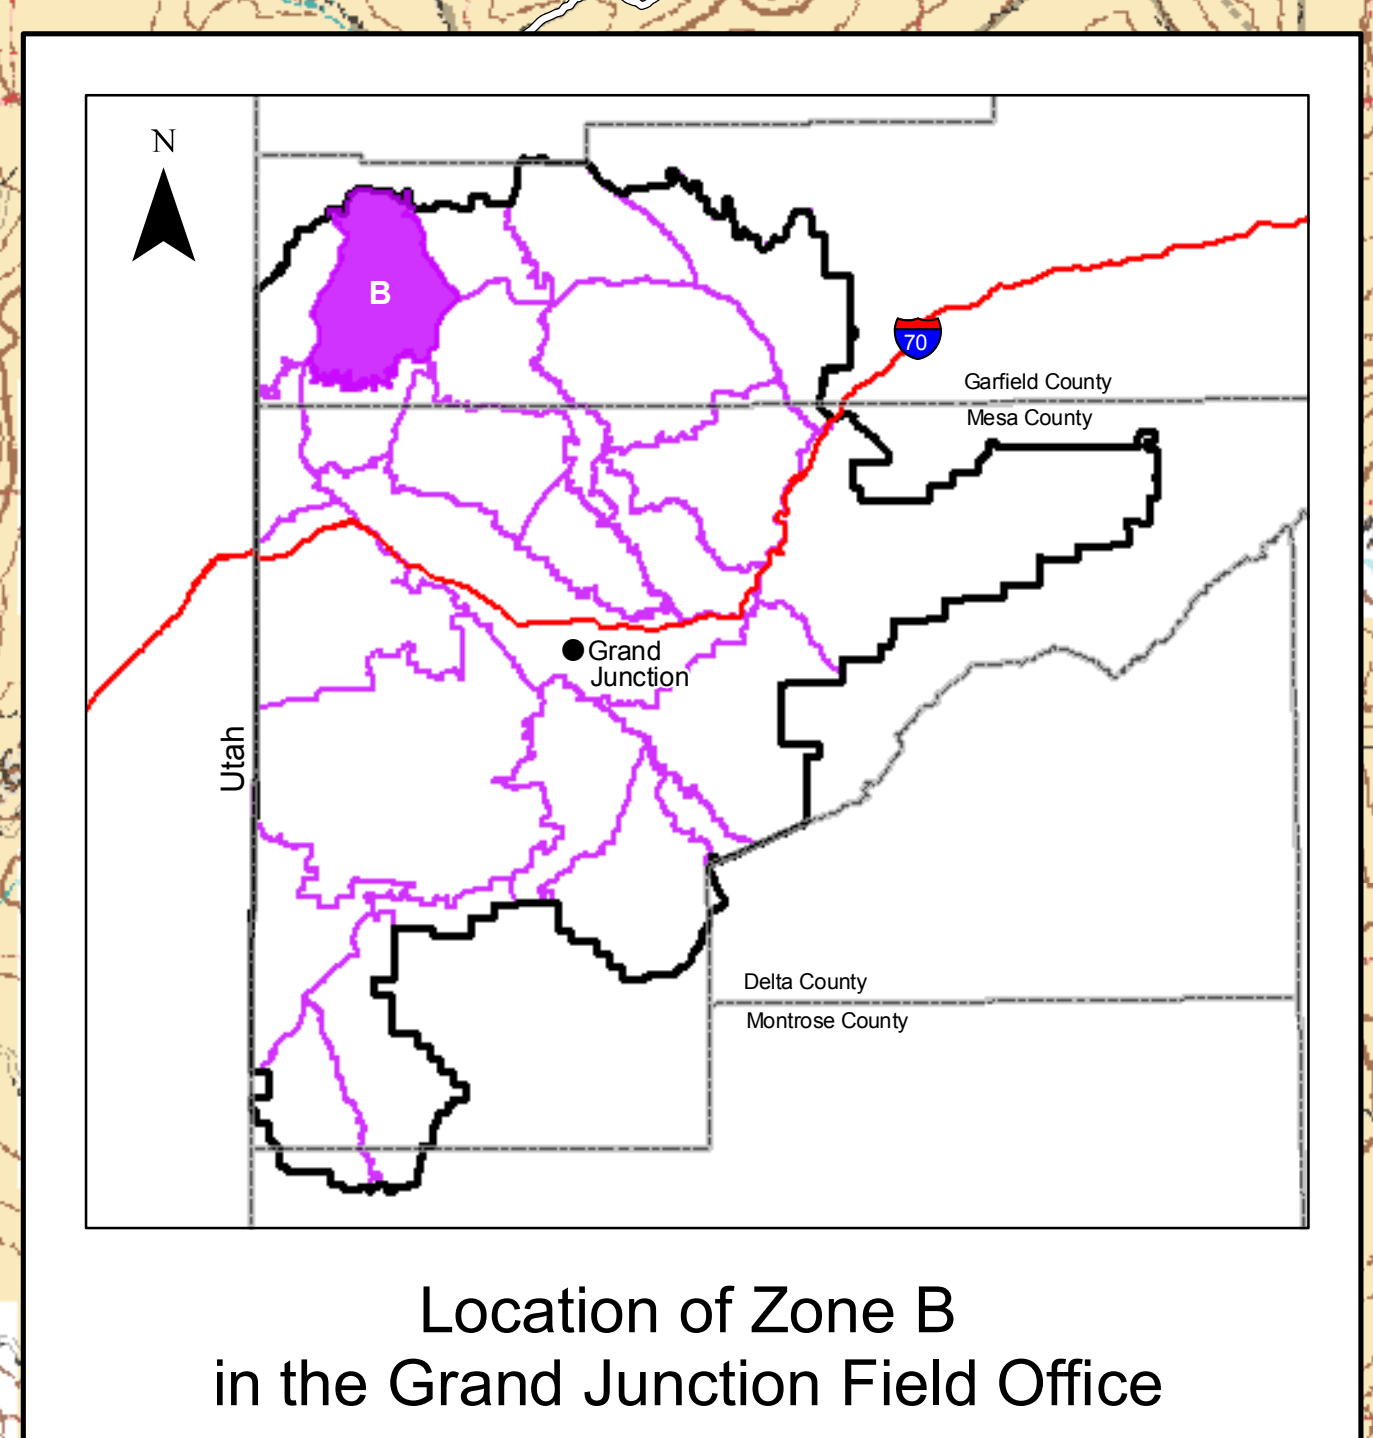 N
B
70
Garfield County
Mesa County
Grand
Junction
Utah
Delta County
Montrose County
Location of Zone B
in the Grand Junction Field Office